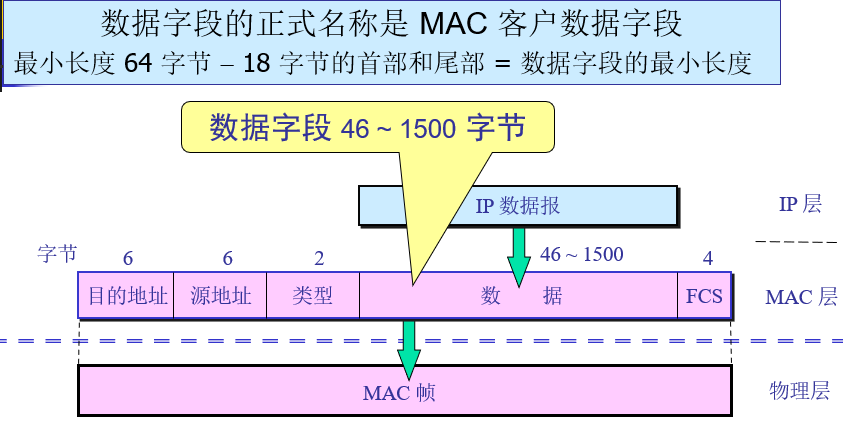 数据字段的正式名称是 MAC 客户数据字段
最小长度 64 字节 – 18 字节的首部和尾部 = 数据字段的最小长度
数据字段 46 ~ 1500 字节
IP 数据报
IP 层
字节
6
6
2
46 ~ 1500
4
目的地址
源地址
类型
数 据
FCS
MAC 层
MAC 帧
物理层